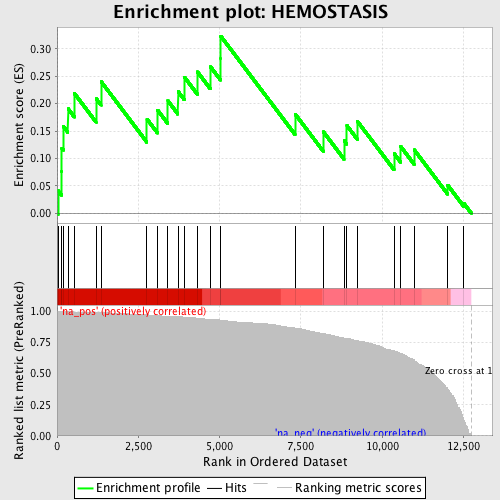 Enrichment plot: HEMOSTASIS
Enrichment score (ES)
0.30
0.25
0.20
0.15
0.10
0.05
0.00
Ranked list metric (PreRanked)
'na_pos' (positively correlated)
1.00
0.75
0.50
0.25
0.00
Zero cross at 1
'na_neg' (negatively correlated)
0 2,500 5,000 7,500 10,000 12,500
Rank in Ordered Dataset
Enrichment profile Hits Ranking metric scores